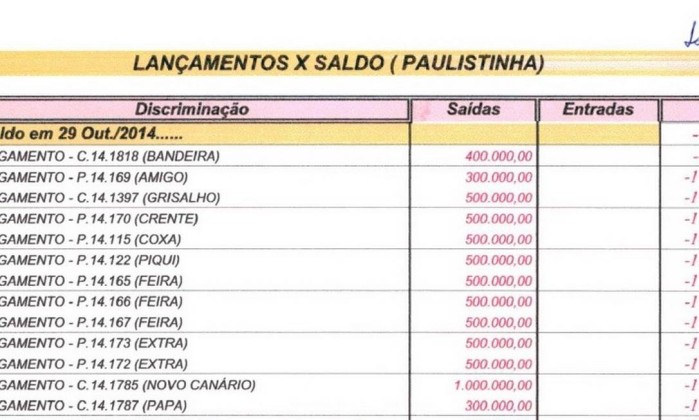 LANÇAMENTOS X SALDO ( PAULISTINHA)
Discriminação Saídas Entradas
ldo em 29 Out./2014...... -
GAMENTO - C.14.1818 (BANDEIRA) 400.000,00 -
GAMENTO - P.14.169 (AMIGO) 300.000,00 -1
GAMENTO - C.14.1397 (GRISALHO) 500.000,00 -1
GAMENTO - P.14.170 (CRENTE) 500.000,00 -1
GAMENTO - P.14.115 (COXA) 500.000,00 -1
GAMENTO - P.14.122 (PIQUI) 500.000,00 -1
GAMENTO - P.14.165 (FEIRA) 500.000,00 -1
GAMENTO - P.14.166 (FEIRA) 500.000,00 -1
GAMENTO - P.14.167 (FEIRA) 500.000,00 -1
GAMENTO - P.14.173 (EXTRA) 500.000,00 -1
GAMENTO - P.14.172 (EXTRA) 500.000,00 -1
GAMENTO - C.14.1785 (NOVO CANÁRIO) 1.000.000,00 -1
GAMENTO - C.14.1787 (PAPA) 300.000,00 -1